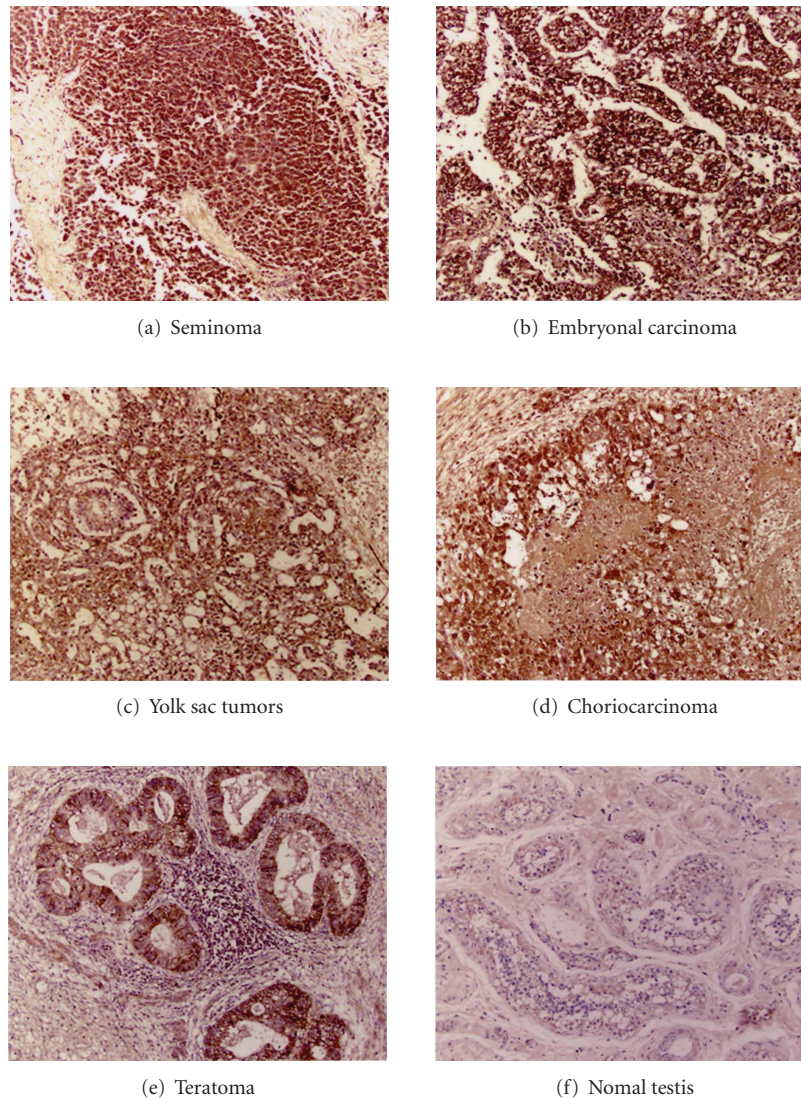 (a) Seminoma
(b) Embryonal carcinoma
(c) Yolk sac tumors
(d) Choriocarcinoma
(e) Teratoma
(f) Nomal testis